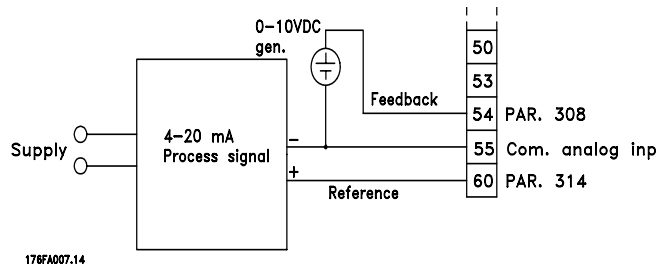 0-10VDC
gen.
50
53
Feedback
54 PAR. 308
4-20 mA
Process signal
-
Supply
55 Com. analog inp
+
60 PAR. 314
Reference
176FA007.14